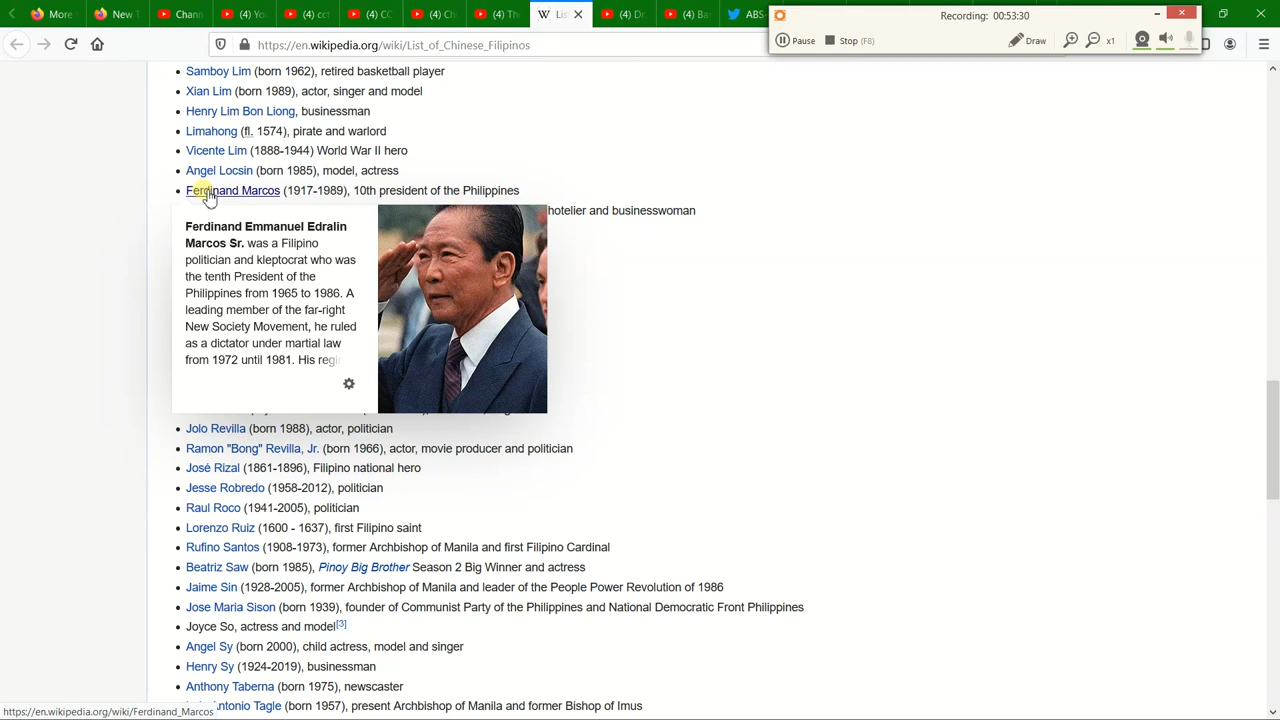 Movies
New T
Chann
(4) Yo
(4) cct
(4) CC
(4) Ch
(4) The
W Lis
(4) Dr
(4) Ba
ABS-
Recording: 00:53:30
Pause
Stop (F8)
Draw
x1
https://en.wikipedia.org/wiki/List_of_Chinese_Filipinos
Samboy Lim (born 1962), retired basketball player
Xian Lim (born 1989), actor, singer and model
Henry Lim Bon Liong, businessman
Limahong (fl. 1574), pirate and warlord
Vicente Lim (1888-1944) World War II hero
Angel Locsin (born 1985), model, actress
Ferdinand Marcos (1917-1989), 10th president of the Philippines
hotelier and businesswoman
Ferdinand Emmanuel Edralin
Marcos Sr. was a Filipino
politician and kleptocrat who was
the tenth President of the
Philippines from 1965 to 1986. A
leading member of the far-right
New Society Movement, he ruled
as a dictator under martial law
from 1972 until 1981. His regi
Jolo Revilla (born 1988), actor, politician
Ramon "Bong" Revilla, Jr. (born 1966), actor, movie producer and politician
José Rizal (1861-1896), Filipino national hero
Jesse Robredo (1958-2012), politician
Raul Roco (1941-2005), politician
Lorenzo Ruiz (1600 - 1637), first Filipino saint
Rufino Santos (1908-1973), former Archbishop of Manila and first Filipino Cardinal
Beatriz Saw (born 1985), Pinoy Big Brother Season 2 Big Winner and actress
Jaime Sin (1928-2005), former Archbishop of Manila and leader of the People Power Revolution of 1986
Jose Maria Sison (born 1939), founder of Communist Party of the Philippines and National Democratic Front Philippines
Joyce So, actress and model[3]
Angel Sy (born 2000), child actress, model and singer
Henry Sy (1924-2019), businessman
Anthony Taberna (born 1975), newscaster
Antonio Tagle (born 1957), present Archbishop of Manila and former Bishop of Imus
https://en.wikipedia.org/wiki/Ferdinand_Marcos